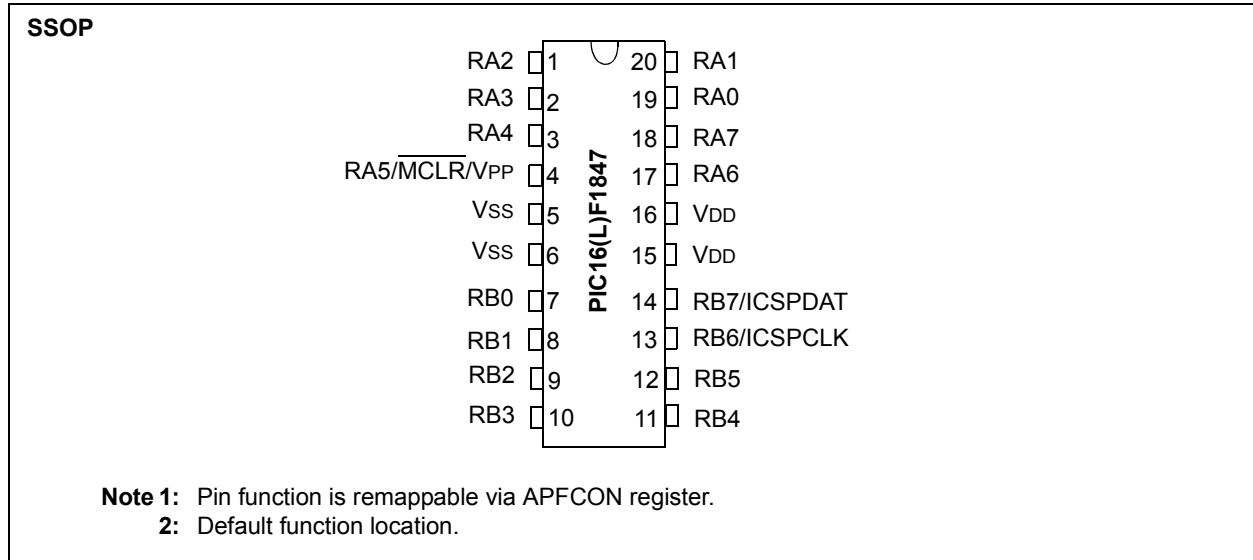 SSOP
RA2 1 20 RA1
RA3 2 19 RA0
RA4 3 18 RA7
RA5/MCLR/VPP 4 17 RA6
VSS 5 16 VDD
VSS 6 15 VDD
RB0 7 14 RB7/ICSPDAT
RB1 8 13 RB6/ICSPCLK
RB2 9 12 RB5
RB3 10 11 RB4
PIC16(L)F1847
Note 1: Pin function is remappable via APFCON register.
2: Default function location.